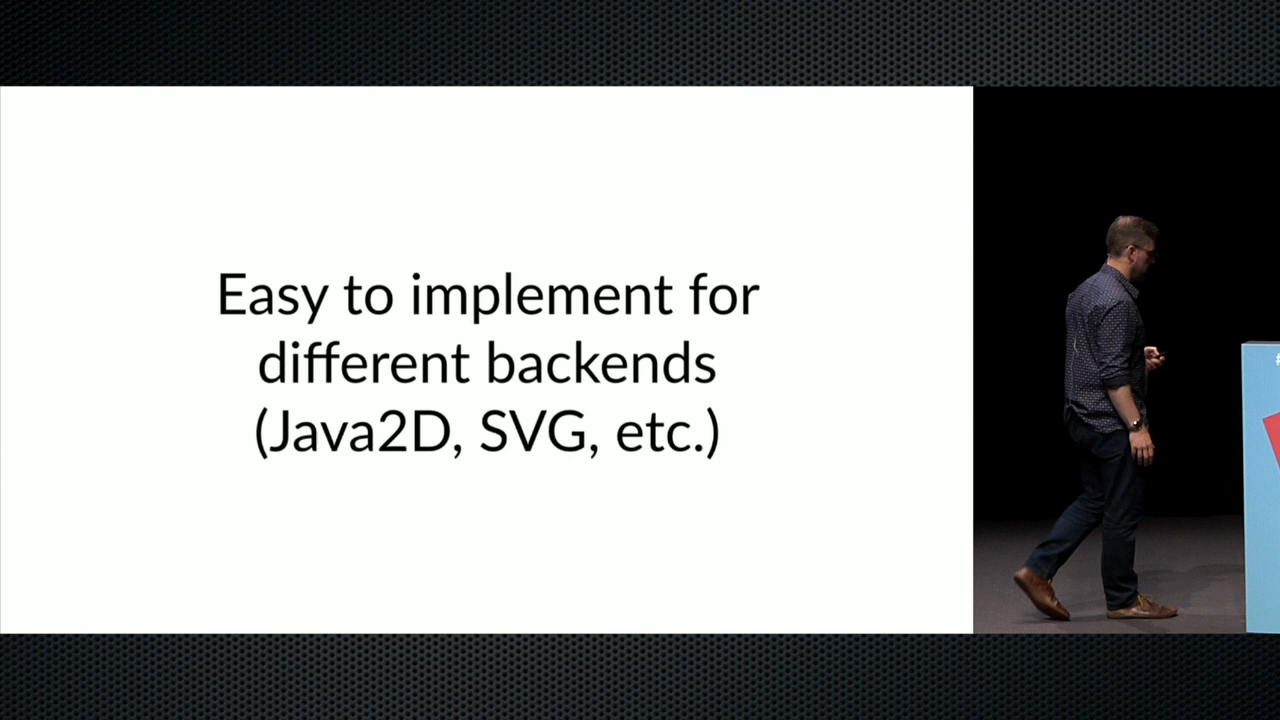 Easy to implement for
different backends
(Java2D, SVG, etc.)